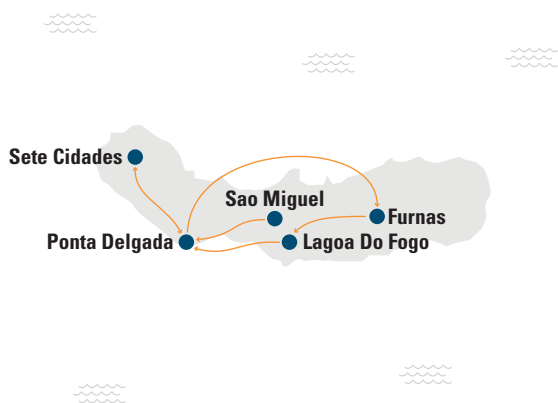 Sete Cidades
Sao Miguel
Furnas
Ponta Delgada
Lagoa Do Fogo